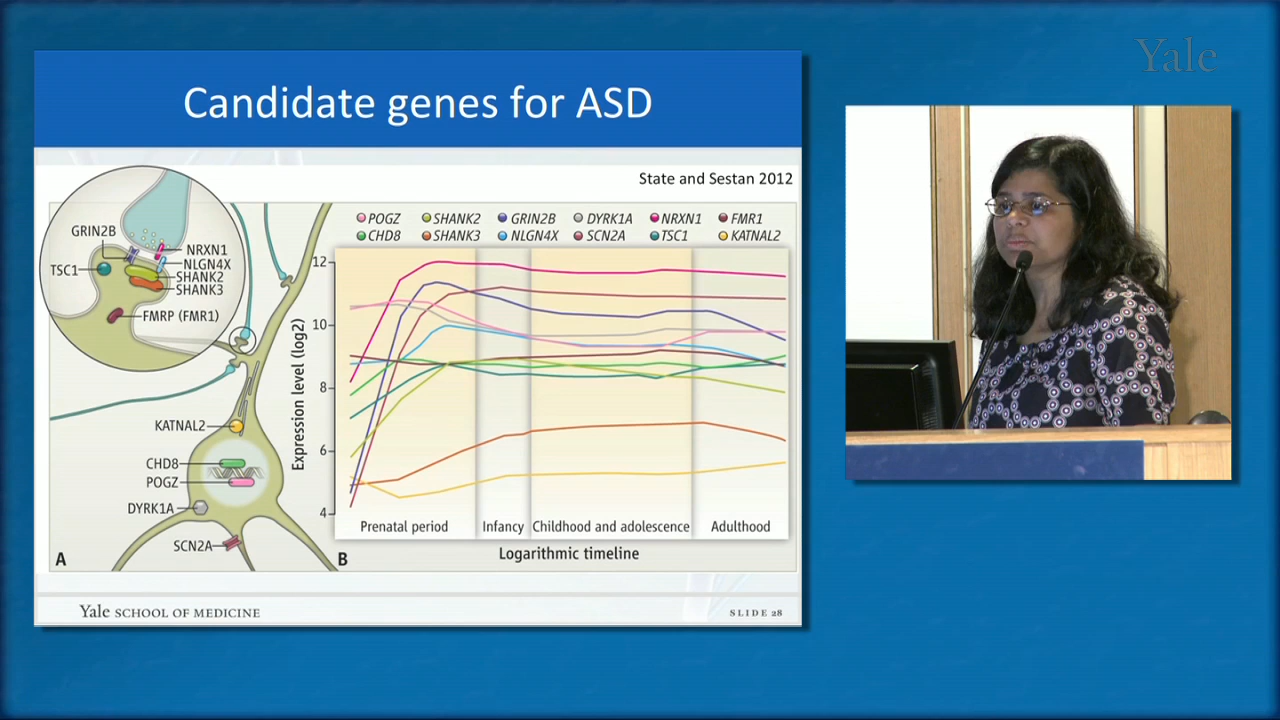 Yale
Candidate genes for ASD
State and Sestan 2012
GRIN2B
NRXN1
NLGN4X
TSC1
SHANK2
SHANK3
FMRP (FMR1)
KATNAL2
CHD8
POGZ
DYRK1A
SCN2A
A
POGZ SHANK2 GRIN2B DYRK1A NRXN1 FMR1
CHD8 SHANK3 NLGN4X SCN2A TSC1 KATNAL2
Expression level (log2)
12
10
8
6
4
Prenatal period Infancy Childhood and adolescence Adulthood
B Logarithmic timeline
Yale SCHOOL OF MEDICINE SLIDE 28